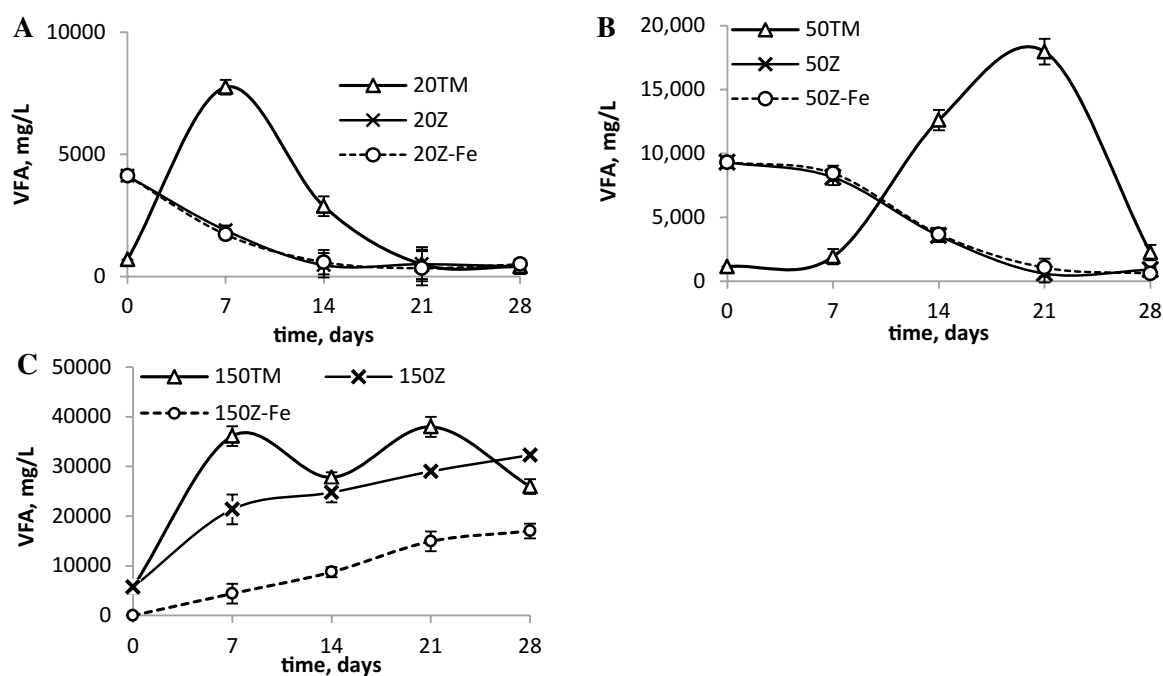 A
10000
5000
0
VFA, mg/L
20TM
20Z
20Z-Fe
0 7 14 21 28
time, days
B
20,000
15,000
10,000
5,000
0
VFA, mg/L
50TM
50Z
50Z-Fe
0 7 14 21 28
time, days
C
50000
40000
30000
20000
10000
0
VFA, mg/L
150TM 150Z
150Z-Fe
0 7 14 21 28
time, days